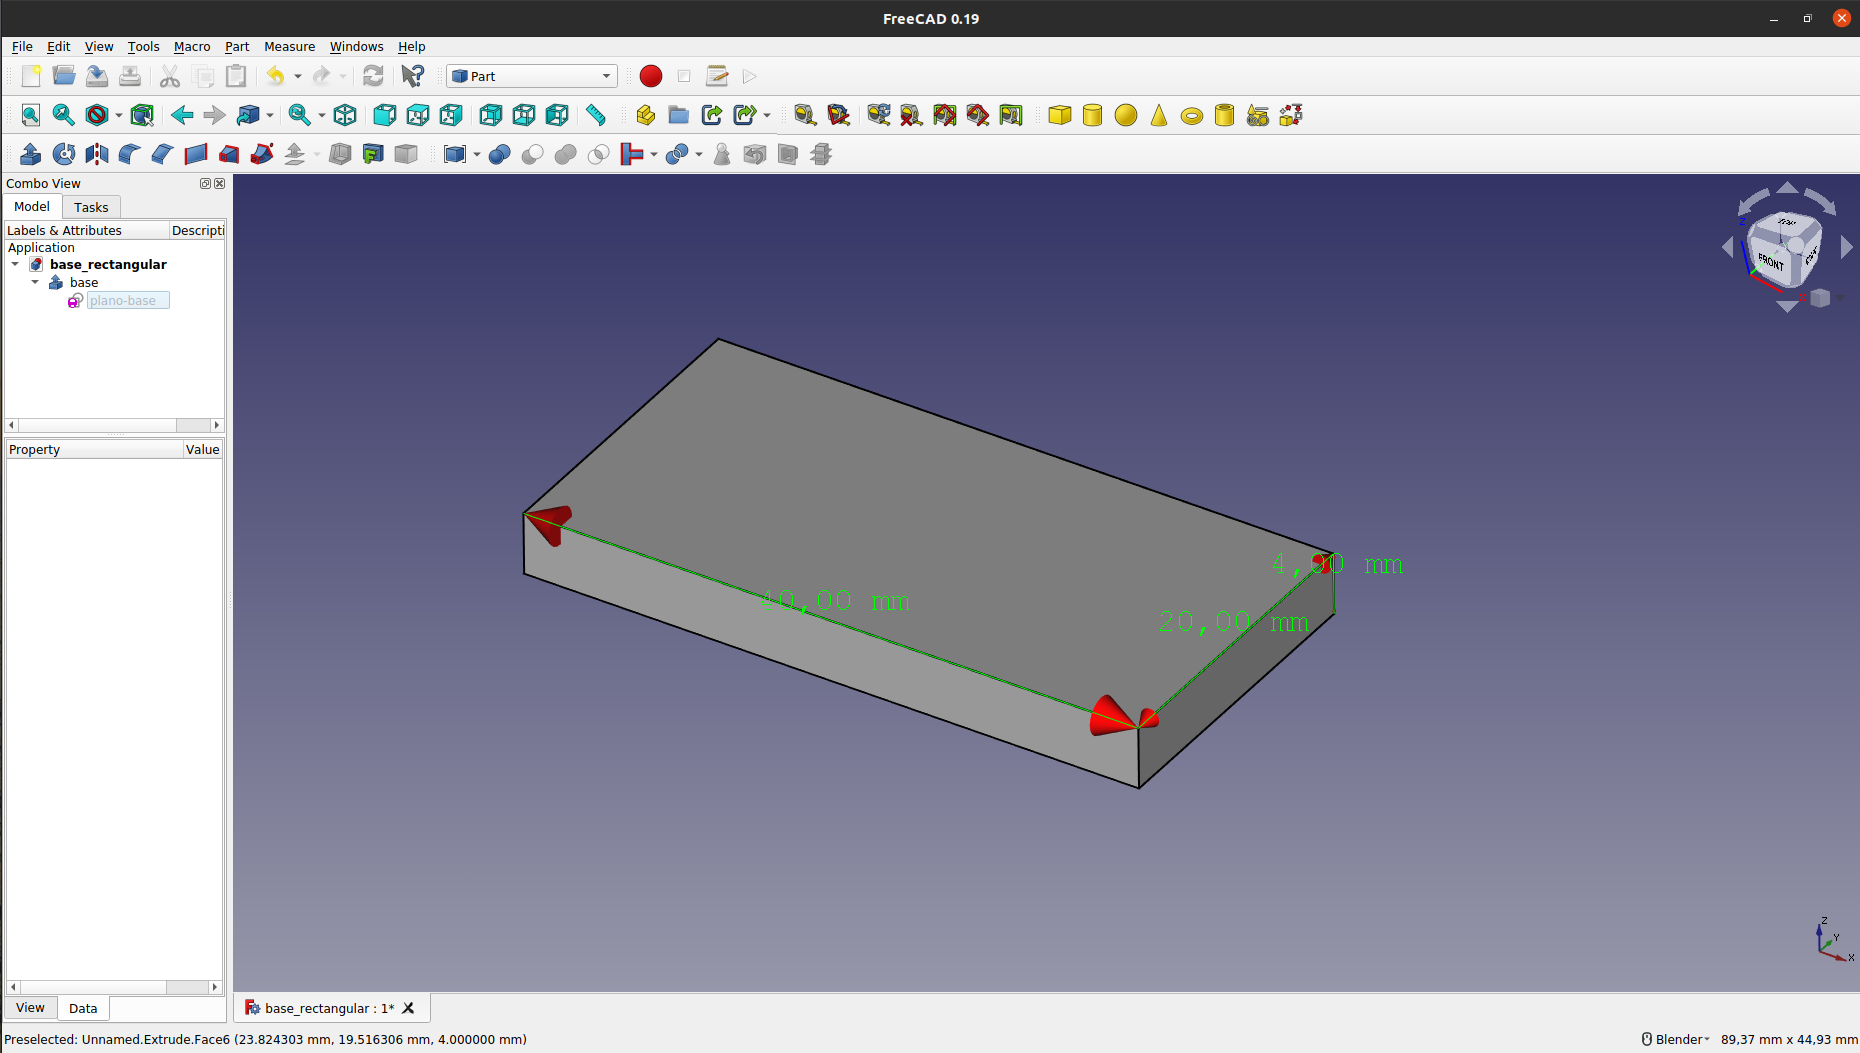 FreeCAD 0.19
File Edit View Tools Macro Part Measure Windows Help
Part
Combo View
Model Tasks
Labels & Attributes Descripti
Application
base_rectangular
base
plano-base
Property Value
View Data
FRONT
Z
4,00 mm
40,00 mm
20,00 mm
Z
Y
X
base_rectangular : 1*
Preselected: Unnamed.Extrude.Face6 (23.824303 mm, 19.516306 mm, 4.000000 mm)
Blender 89,37 mm x 44,93 mm